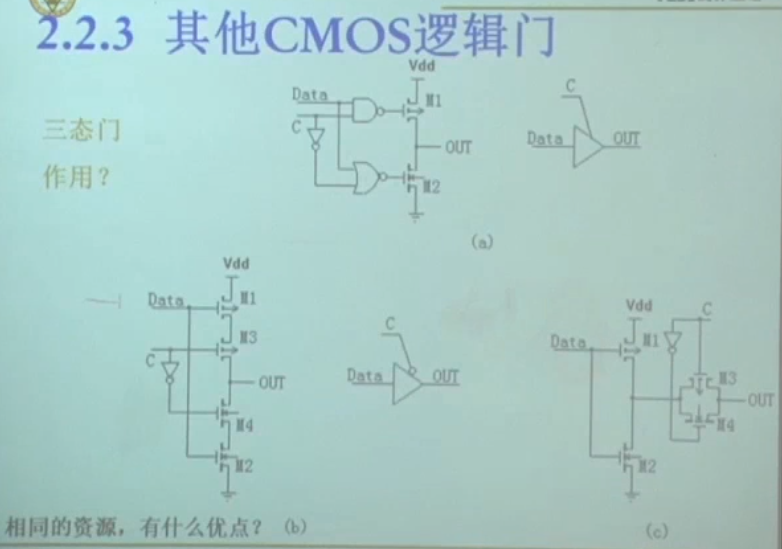 2.2.3 其他CMOS逻辑门
三态门
作用？
Vdd
Data
M1
C
OUT
M2
C
Data
OUT
(a)
Vdd
Data
M1
M3
C
OUT
M4
M2
C
Data
OUT
Vdd
C
Data
M1
M3
OUT
M4
M2
相同的资源，有什么优点？ (b)
(c)